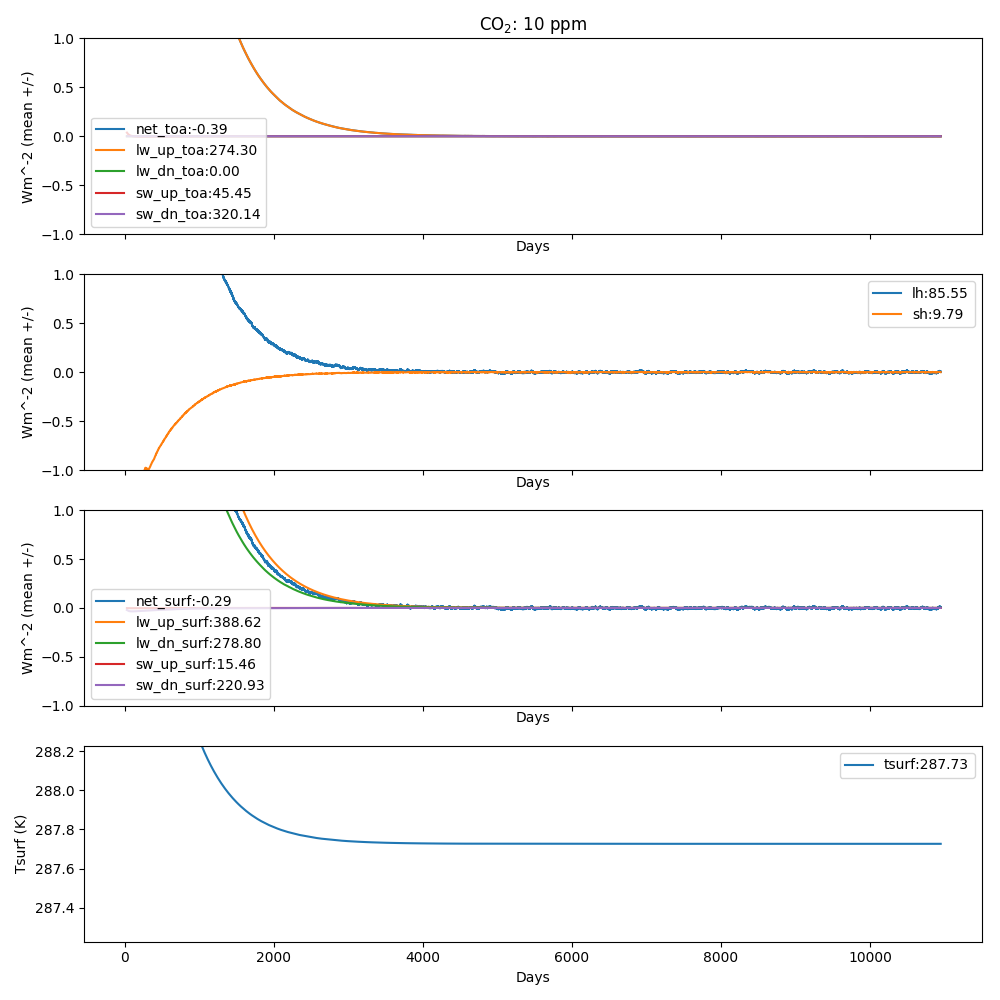 CO₂: 10 ppm
1.0
0.5
0.0
−0.5
−1.0
Wm^-2 (mean +/-)
net_toa:-0.39
lw_up_toa:274.30
lw_dn_toa:0.00
sw_up_toa:45.45
sw_dn_toa:320.14
Days
1.0
0.5
0.0
−0.5
−1.0
Wm^-2 (mean +/-)
lh:85.55
sh:9.79
Days
1.0
0.5
0.0
−0.5
−1.0
Wm^-2 (mean +/-)
net_surf:-0.29
lw_up_surf:388.62
lw_dn_surf:278.80
sw_up_surf:15.46
sw_dn_surf:220.93
Days
288.2
288.0
287.8
287.6
287.4
Tsurf (K)
tsurf:287.73
0 2000 4000 6000 8000 10000
Days